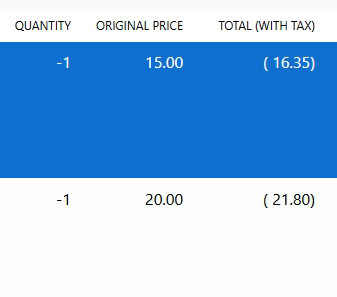 QUANTITY ORIGINAL PRICE TOTAL (WITH TAX)
-1 15.00 ( 16.35)
-1 20.00 ( 21.80)